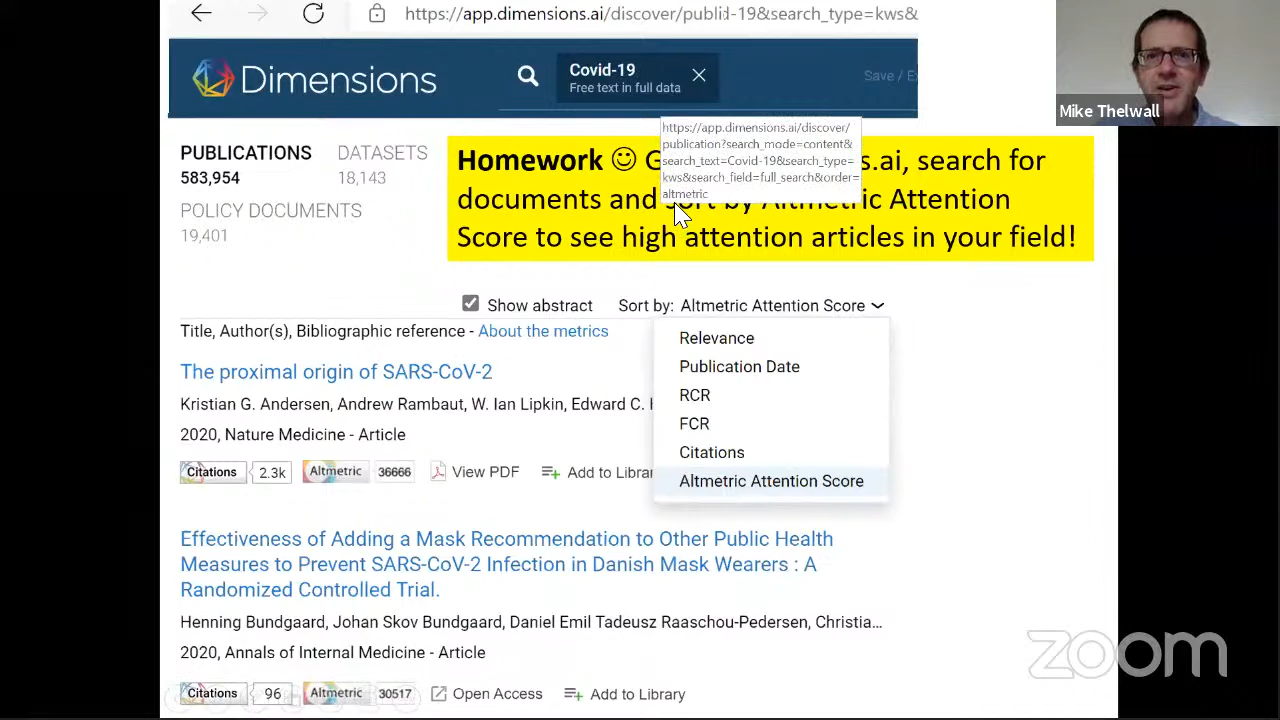 https://app.dimensions.ai/discover/publi-19&search_type=kws&
Dimensions
Covid-19
Free text in full data
Save / E
Mike Thelwall
https://app.dimensions.ai/discover/
publication?search_mode=content&
search_text=Covid-19&search_type=
kws&search_field=full_search&order=
altmetric
PUBLICATIONS
583,954
DATASETS
18,143
POLICY DOCUMENTS
19,401
Homework ☺ G s.ai, search for
documents and sort by Altmetric Attention
Score to see high attention articles in your field!
Show abstract
Sort by: Altmetric Attention Score
Relevance
Publication Date
RCR
FCR
Citations
Altmetric Attention Score
Title, Author(s), Bibliographic reference - About the metrics
The proximal origin of SARS-CoV-2
Kristian G. Andersen, Andrew Rambaut, W. Ian Lipkin, Edward C.
2020, Nature Medicine - Article
Citations 2.3k Altmetric 36666 View PDF Add to Librar
Effectiveness of Adding a Mask Recommendation to Other Public Health
Measures to Prevent SARS-CoV-2 Infection in Danish Mask Wearers : A
Randomized Controlled Trial.
Henning Bundgaard, Johan Skov Bundgaard, Daniel Emil Tadeusz Raaschou-Pedersen, Christia...
2020, Annals of Internal Medicine - Article
Citations 96 Altmetric 30517 Open Access Add to Library
zoom